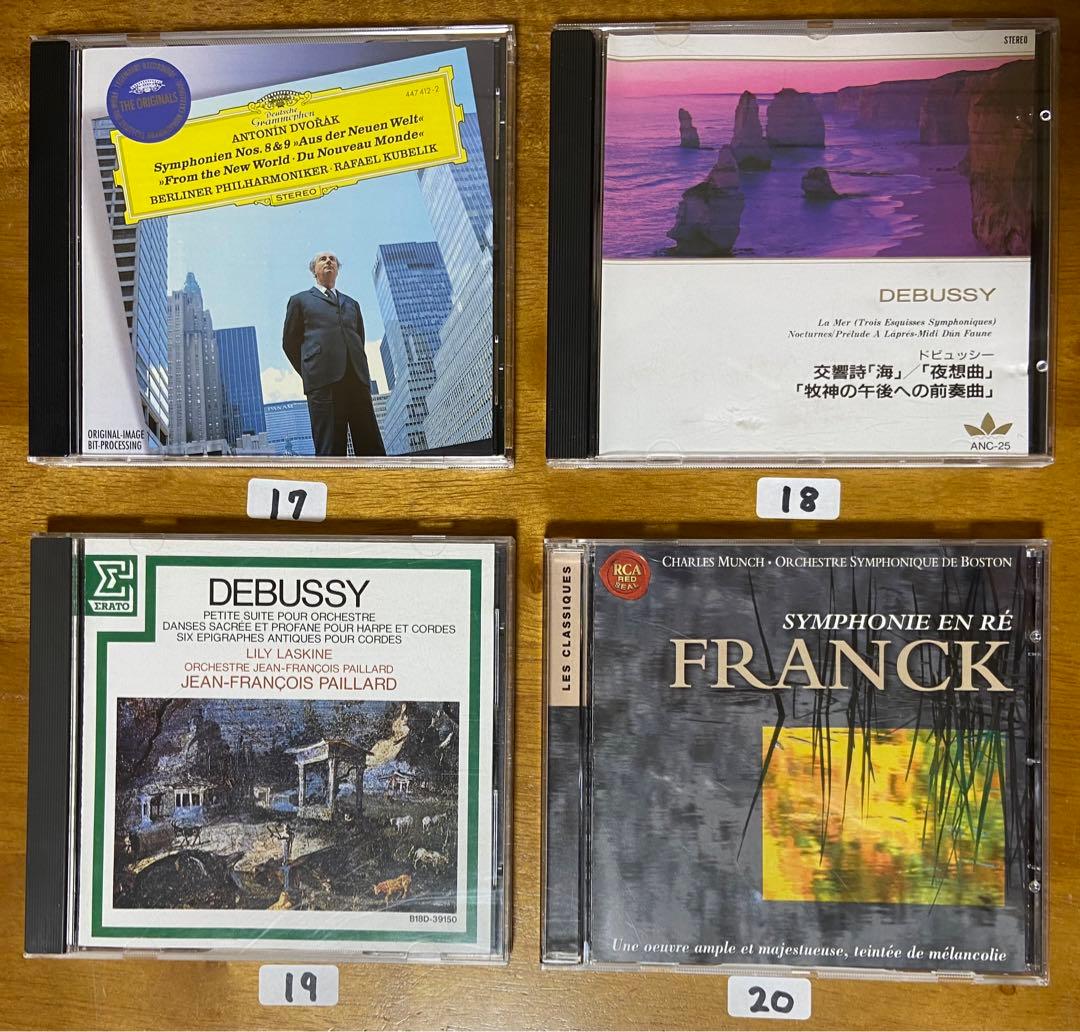 THE ORIGINALS
447 412-2
Deutsche
Grammophon
ANTONÍN DVOŘÁK
Symphonien Nos. 8 & 9 »Aus der Neuen Welt«
»From the New World · Du Nouveau Monde«
BERLINER PHILHARMONIKER · RAFAEL KUBELIK
STEREO
PAN AM
ORIGINAL-IMAGE
BIT-PROCESSING
17
STEREO
DEBUSSY
La Mer (Trois Esquisses Symphoniques)
Nocturnes/Prélude A Láprés-Midi Dún Faune
ドビュッシー
交響詩「海」/「夜想曲」
「牧神の午後への前奏曲」
ANC-25
18
ERATO
DEBUSSY
PETITE SUITE POUR ORCHESTRE
DANSES SACRÉE ET PROFANE POUR HARPE ET CORDES
SIX EPIGRAPHES ANTIQUES POUR CORDES
LILY LASKINE
ORCHESTRE JEAN-FRANÇOIS PAILLARD
JEAN-FRANÇOIS PAILLARD
B18D-39150
19
LES CLASSIQUES
RCA
RED
SEAL
CHARLES MUNCH • ORCHESTRE SYMPHONIQUE DE BOSTON
SYMPHONIE EN RÉ
FRANCK
Une oeuvre ample et majestueuse, teintée de mélancolie
20